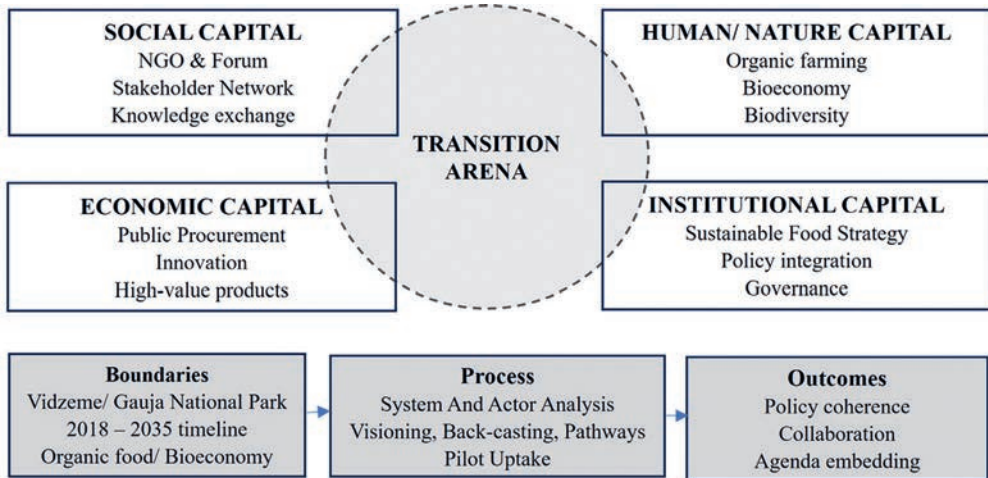 SOCIAL CAPITAL
NGO & Forum
Stakeholder Network
Knowledge exchange
HUMAN/ NATURE CAPITAL
Organic farming
Bioeconomy
Biodiversity
TRANSITION
ARENA
ECONOMIC CAPITAL
Public Procurement
Innovation
High-value products
INSTITUTIONAL CAPITAL
Sustainable Food Strategy
Policy integration
Governance
Boundaries
Vidzeme/ Gauja National Park
2018 – 2035 timeline
Organic food/ Bioeconomy
Process
System And Actor Analysis
Visioning, Back-casting, Pathways
Pilot Uptake
Outcomes
Policy coherence
Collaboration
Agenda embedding